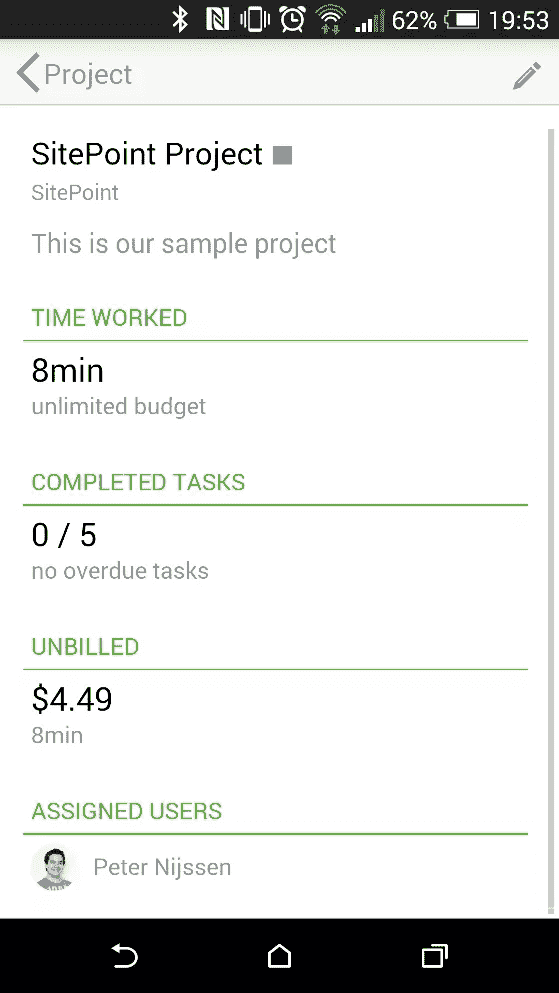 62% 19:53
Project
SitePoint Project
SitePoint
This is our sample project
TIME WORKED
8min
unlimited budget
COMPLETED TASKS
0 / 5
no overdue tasks
UNBILLED
$4.49
8min
ASSIGNED USERS
Peter Nijssen